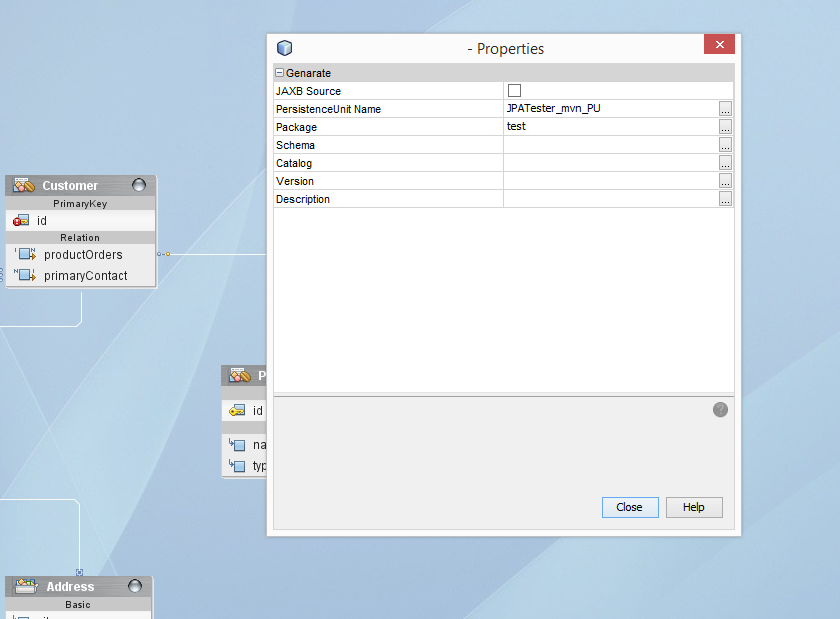 - Properties
Genarate
JAXB Source
PersistenceUnit Name JPATester_mvn_PU ...
Package test ...
Schema ...
Catalog ...
Version ...
Description ...
?
Close Help
Customer
PrimaryKey
id
Relation
productOrders
primaryContact
P
id
na
typ
Address
Basic